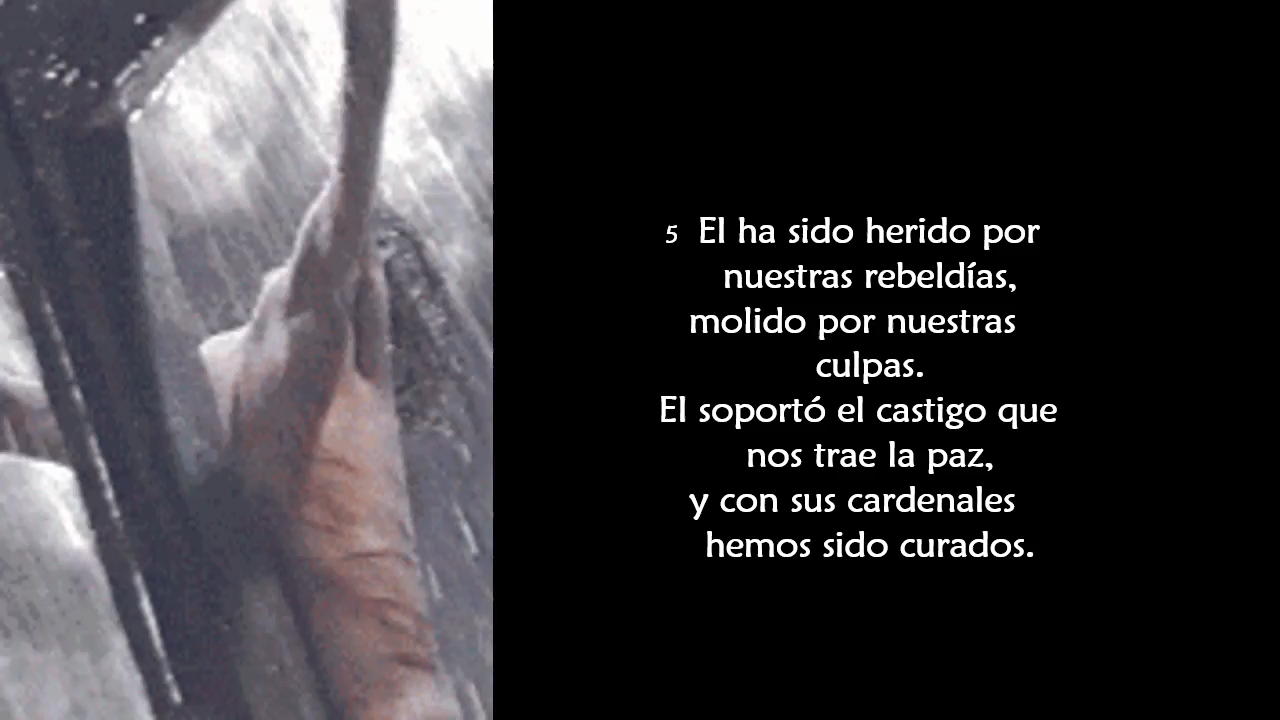 5 El ha sido herido por
nuestras rebeldías,
molido por nuestras
culpas.
El soportó el castigo que
nos trae la paz,
y con sus cardenales
hemos sido curados.